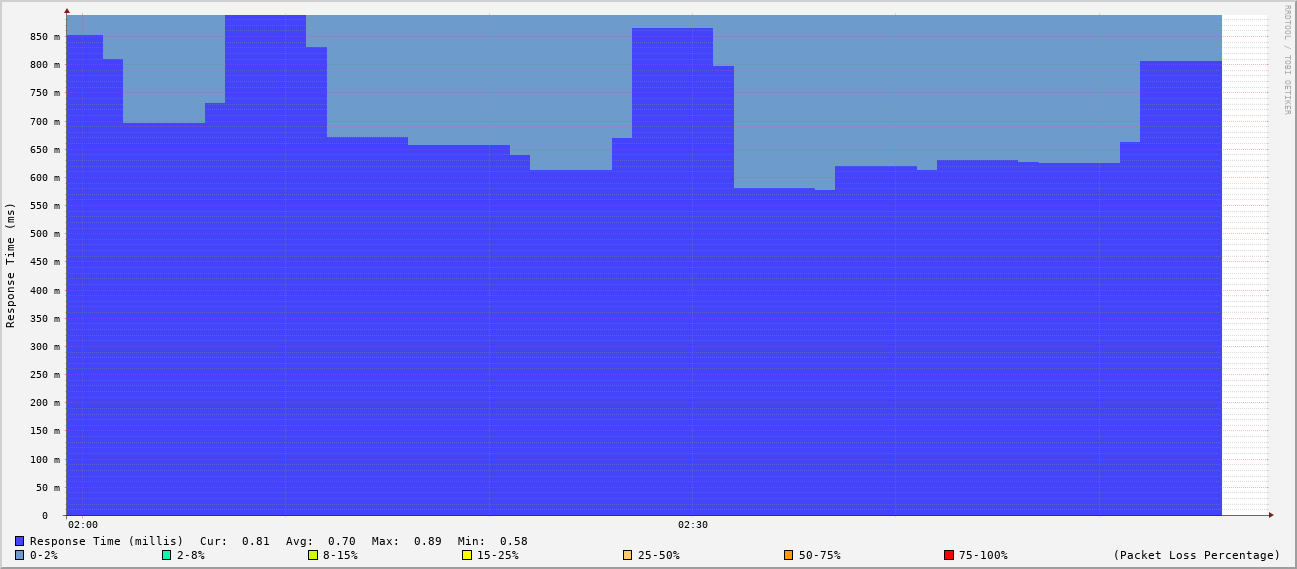 RRDTOOL / TOBI OETIKER
Response Time (ms)
850 m
800 m
750 m
700 m
650 m
600 m
550 m
500 m
450 m
400 m
350 m
300 m
250 m
200 m
150 m
100 m
50 m
0
02:00 02:30
Response Time (millis) Cur: 0.81 Avg: 0.70 Max: 0.89 Min: 0.58
0-2% 2-8% 8-15% 15-25% 25-50% 50-75% 75-100% (Packet Loss Percentage)